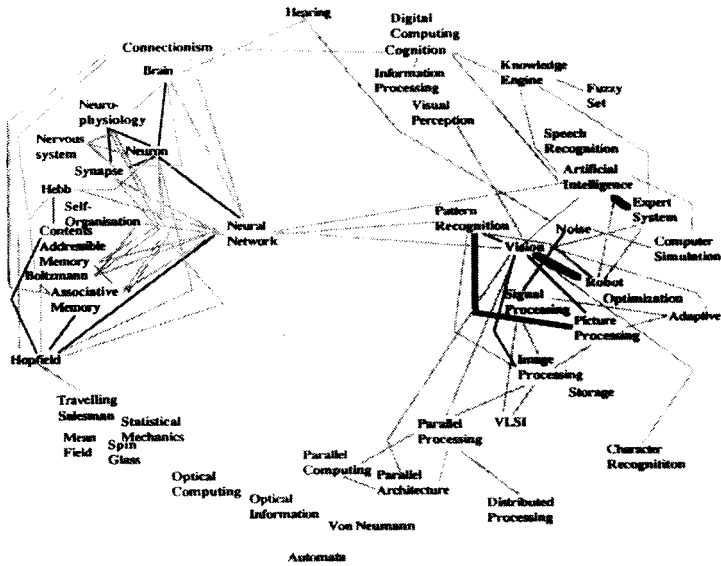 Hearing
Digital
Computing
Cognition
Connectionism
Brain
Information
Processing
Knowledge
Engine
Fuzzy
Set
Neuro-
physiology
Visual
Perception
Nervous
system
Neuron
Speech
Recognition
Synapse
Artificial
Intelligence
Hebb
Self-
Organisation
Expert
System
Contents
Addressible
Memory
Neural
Network
Pattern
Recognition
Noise
Vision
Computer
Simulation
Boltzmann
Robot
Associative
Memory
Signal
Processing
Optimization
Adaptive
Picture
Processing
Hopfield
Image
Processing
Storage
Travelling
Salesman
Statistical
Mechanics
Mean
Field
Spin
Glass
Parallel
Processing
VLSI
Character
Recognititon
Parallel
Computing
Optical
Computing
Parallel
Architecture
Optical
Information
Distributed
Processing
Von Neumann
Automata